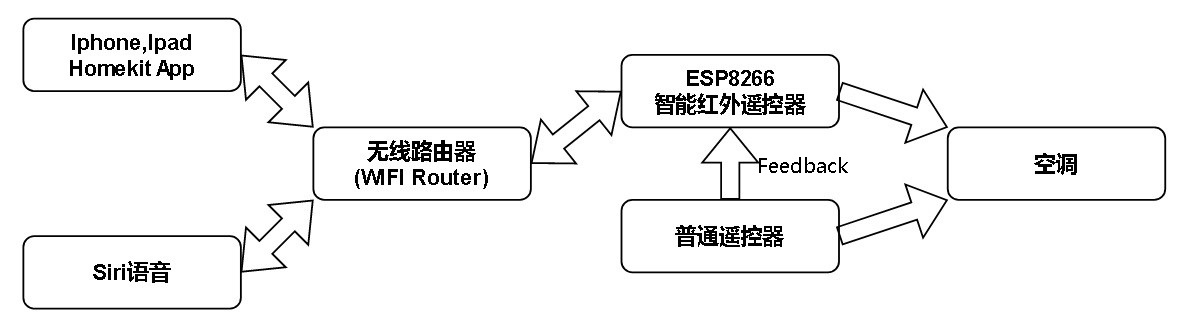 Iphone,Ipad
Homekit App
无线路由器
(WIFI Router)
Siri语音
ESP8266
智能红外遥控器
Feedback
普通遥控器
空调